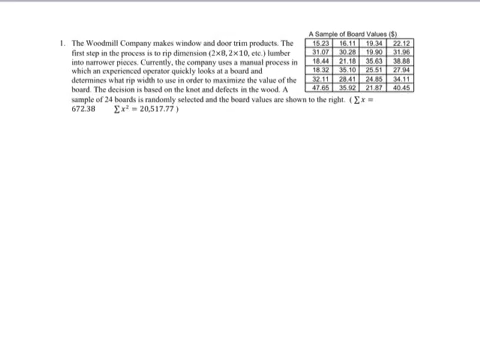 A Sample of Board Values ($)
15.23 16.11 19.34 22.12
31.07 30.28 19.90 31.96
18.44 21.18 35.63 38.88
18.32 35.10 25.51 27.94
32.11 28.41 24.85 34.11
47.65 35.92 21.87 40.45
1. The Woodmill Company makes window and door trim products. The
first step in the process is to rip dimension (2×8, 2×10, etc.) lumber
into narrower pieces. Currently, the company uses a manual process in
which an experienced operator quickly looks at a board and
determines what rip width to use in order to maximize the value of the
board. The decision is based on the knot and defects in the wood. A
sample of 24 boards is randomly selected and the board values are shown to the right. ( ∑x =
672.38 ∑x² = 20,517.77 )